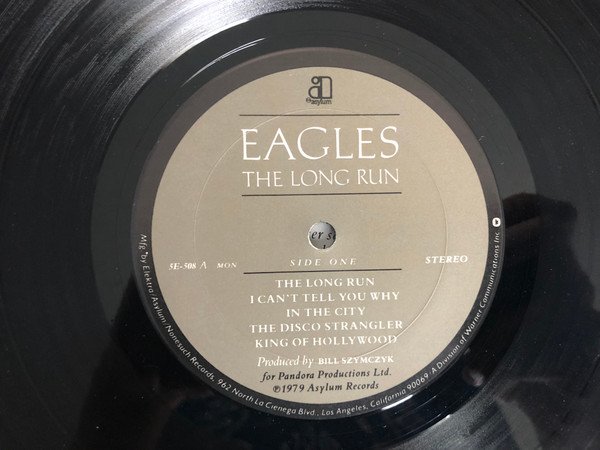 asylum
EAGLES
THE LONG RUN
er s
5E-508 A MON
SIDE ONE
STEREO
THE LONG RUN
I CAN'T TELL YOU WHY
IN THE CITY
THE DISCO STRANGLER
KING OF HOLLYWOOD
Produced by BILL SZYMCZYK
for Pandora Productions Ltd.
℗1979 Asylum Records
Mfg. by Elektra/Asylum/Nonesuch Records, 962 North La Cienega Blvd., Los Angeles, California 90069 • A Division of Warner Communications Inc.